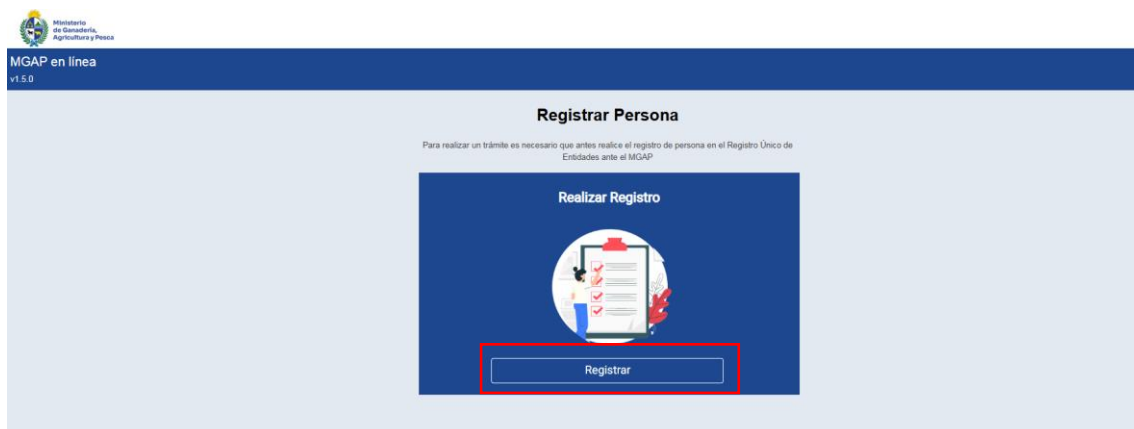 Ministerio
de Ganadería,
Agricultura y Pesca
MGAP en línea
v1.5.0
Registrar Persona
Para realizar un trámite es necesario que antes realice el registro de persona en el Registro Único de
Entidades ante el MGAP
Realizar Registro
Registrar